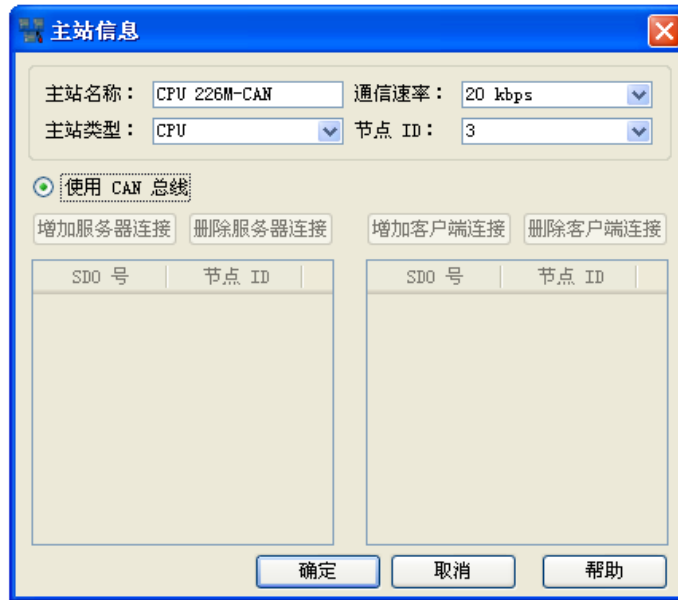 主站信息
主站名称： CPU 226M-CAN 通信速率： 20 kbps
主站类型： CPU 节点 ID： 3
使用 CAN 总线
增加服务器连接 删除服务器连接 增加客户端连接 删除客户端连接
SDO 号 节点 ID SDO 号 节点 ID
确定 取消 帮助